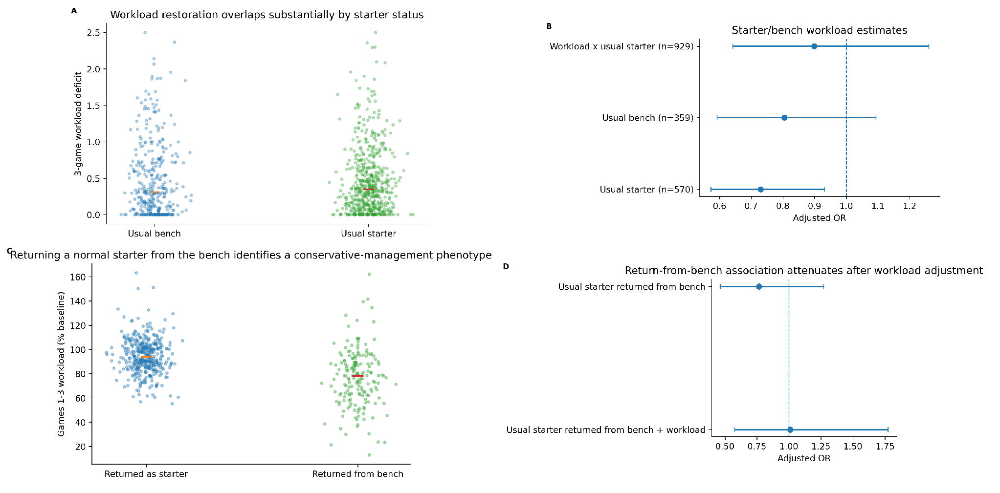 A
Workload restoration overlaps substantially by starter status
3-game workload deficit
2.5
2.0
1.5
1.0
0.5
0.0
Usual bench
Usual starter
B
Starter/bench workload estimates
Workload x usual starter (n=929)
Usual bench (n=359)
Usual starter (n=570)
0.6
0.7
0.8
0.9
1.0
1.1
1.2
Adjusted OR
C
Returning a normal starter from the bench identifies a conservative-management phenotype
Games 1-3 workload (% baseline)
160
140
120
100
80
60
40
20
Returned as starter
Returned from bench
D
Return-from-bench association attenuates after workload adjustment
Usual starter returned from bench
Usual starter returned from bench + workload
0.50
0.75
1.00
1.25
1.50
1.75
Adjusted OR